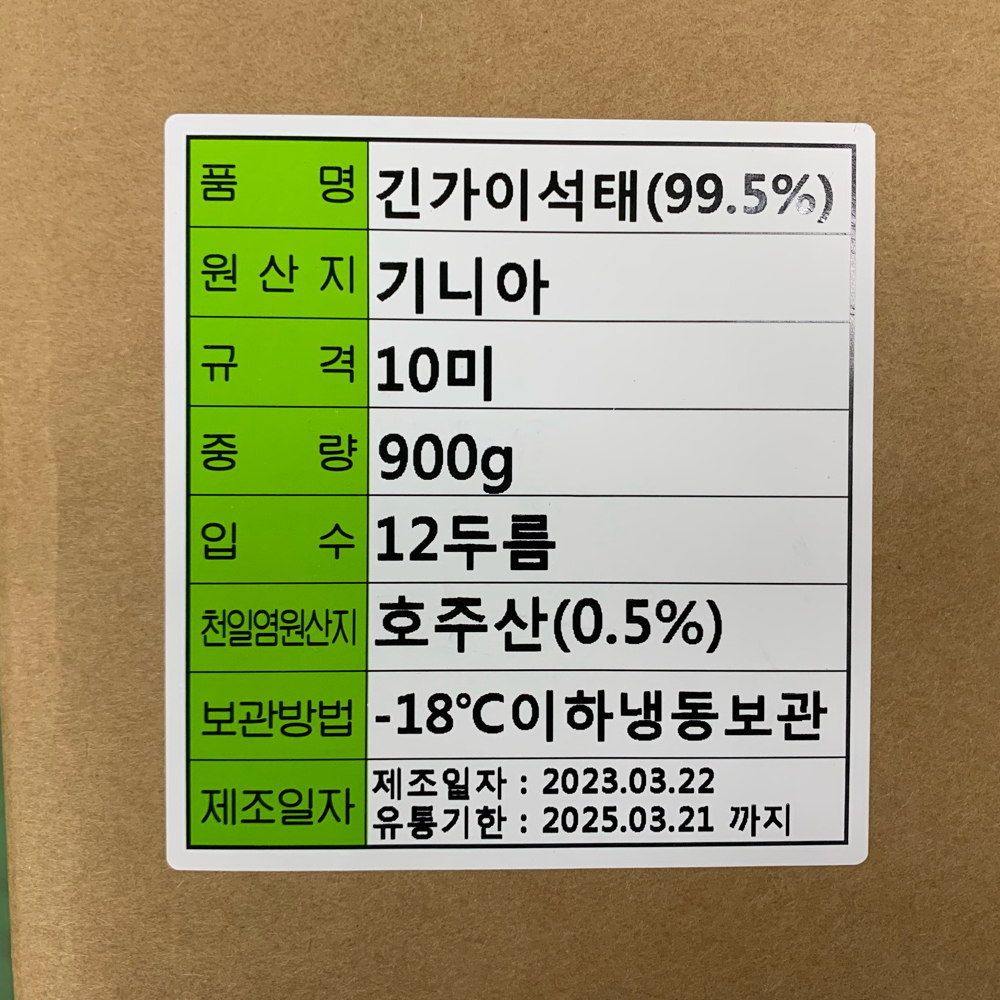 품 명 긴가이석태(99.5%)
원 산 지 기니아
규 격 10미
중 량 900g
입 수 12두름
천일염원산지 호주산(0.5%)
보관방법 -18℃이하냉동보관
제조일자 제조일자 : 2023.03.22
유통기한 : 2025.03.21 까지